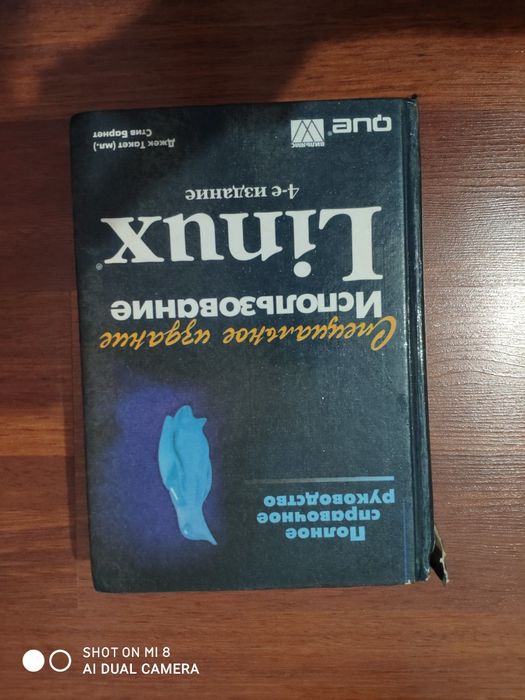 Полное
справочное
руководство
Специальное издание
Использование
Linux®
4-е издание
Джек Такет (мл.)
Стив Барнет
ВИЛЬЯМС
QUE®
SHOT ON MI 8
AI DUAL CAMERA